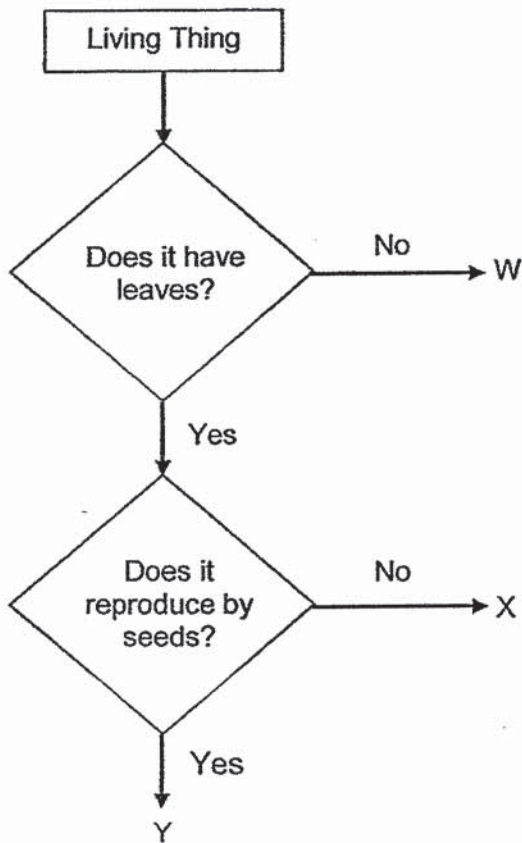 Living Thing
Does it have
leaves?
No
W
Yes
Does it
reproduce by
seeds?
No
X
Yes
Y